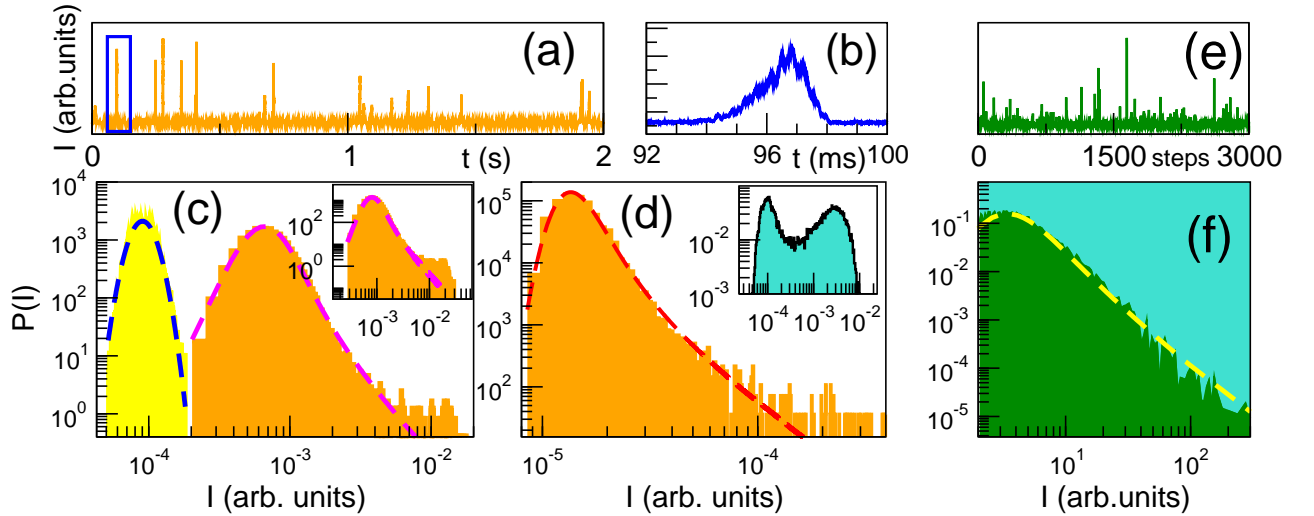 I (arb.units)
(a)
0
1
t (s)
2
(b)
92
96
t (ms)
100
(e)
0
1500
steps
3000
P(I)
10^4
10^3
10^2
10^1
10^0
(c)
10^2
10^0
10^-3
10^-2
10^-4
10^-3
10^-2
I (arb. units)
10^5
10^4
10^3
10^2
(d)
10^-2
10^-3
10^-4
10^-3
10^-2
10^-5
10^-4
I (arb. units)
10^-1
10^-2
10^-3
10^-4
10^-5
(f)
10^1
10^2
I (arb.units)